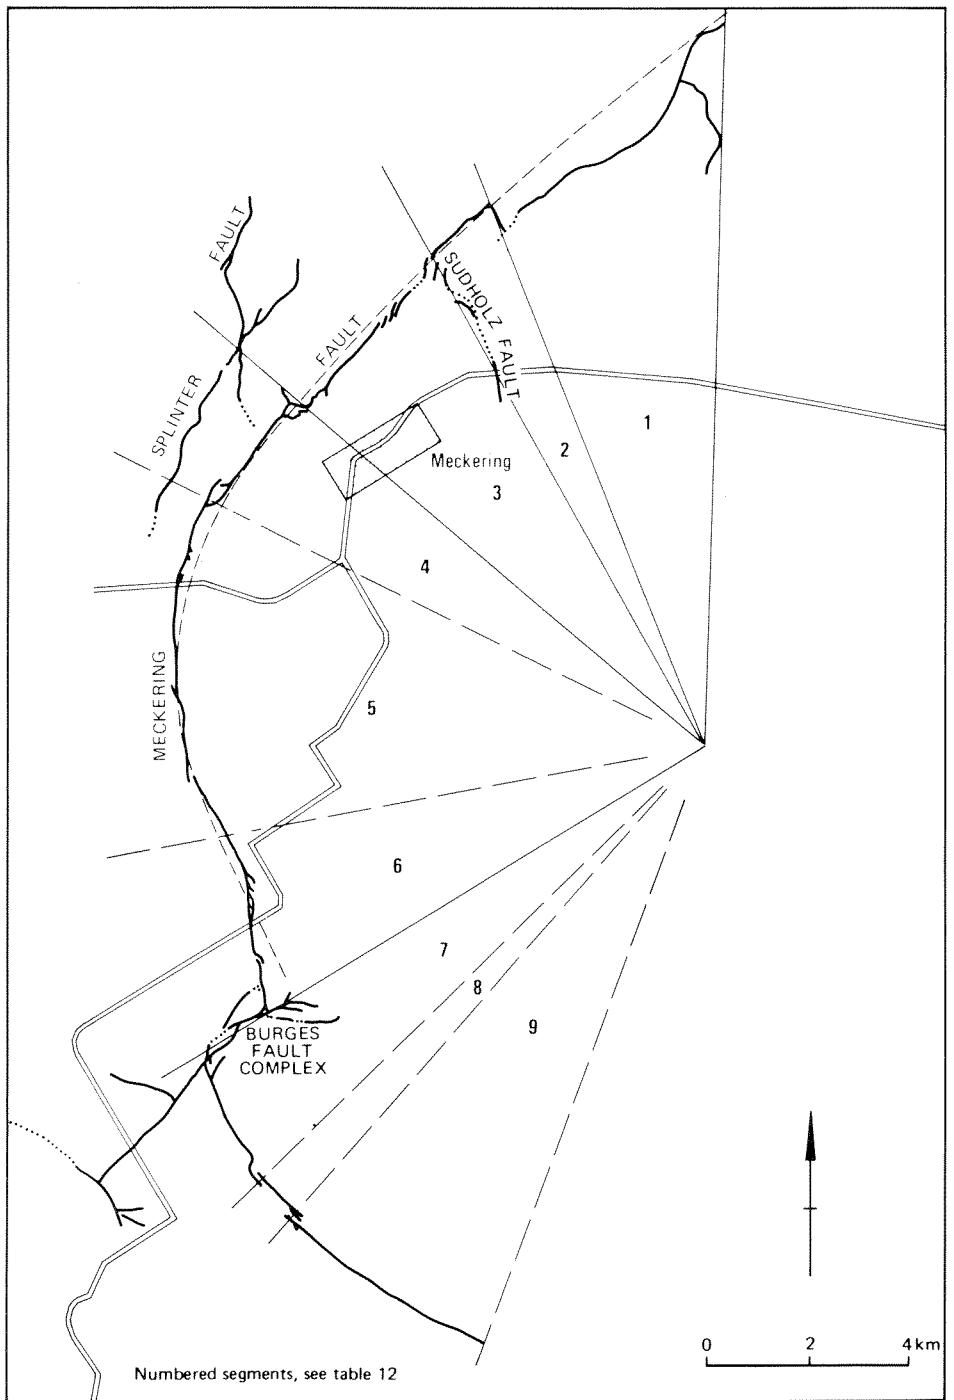 FAULT
SUDHOLZ FAULT
FAULT
SPLINTER
1
2
Meckering
3
4
MECKERING
5
6
7
8
9
BURGES
FAULT
COMPLEX
0 2 4 km
Numbered segments, see table 12